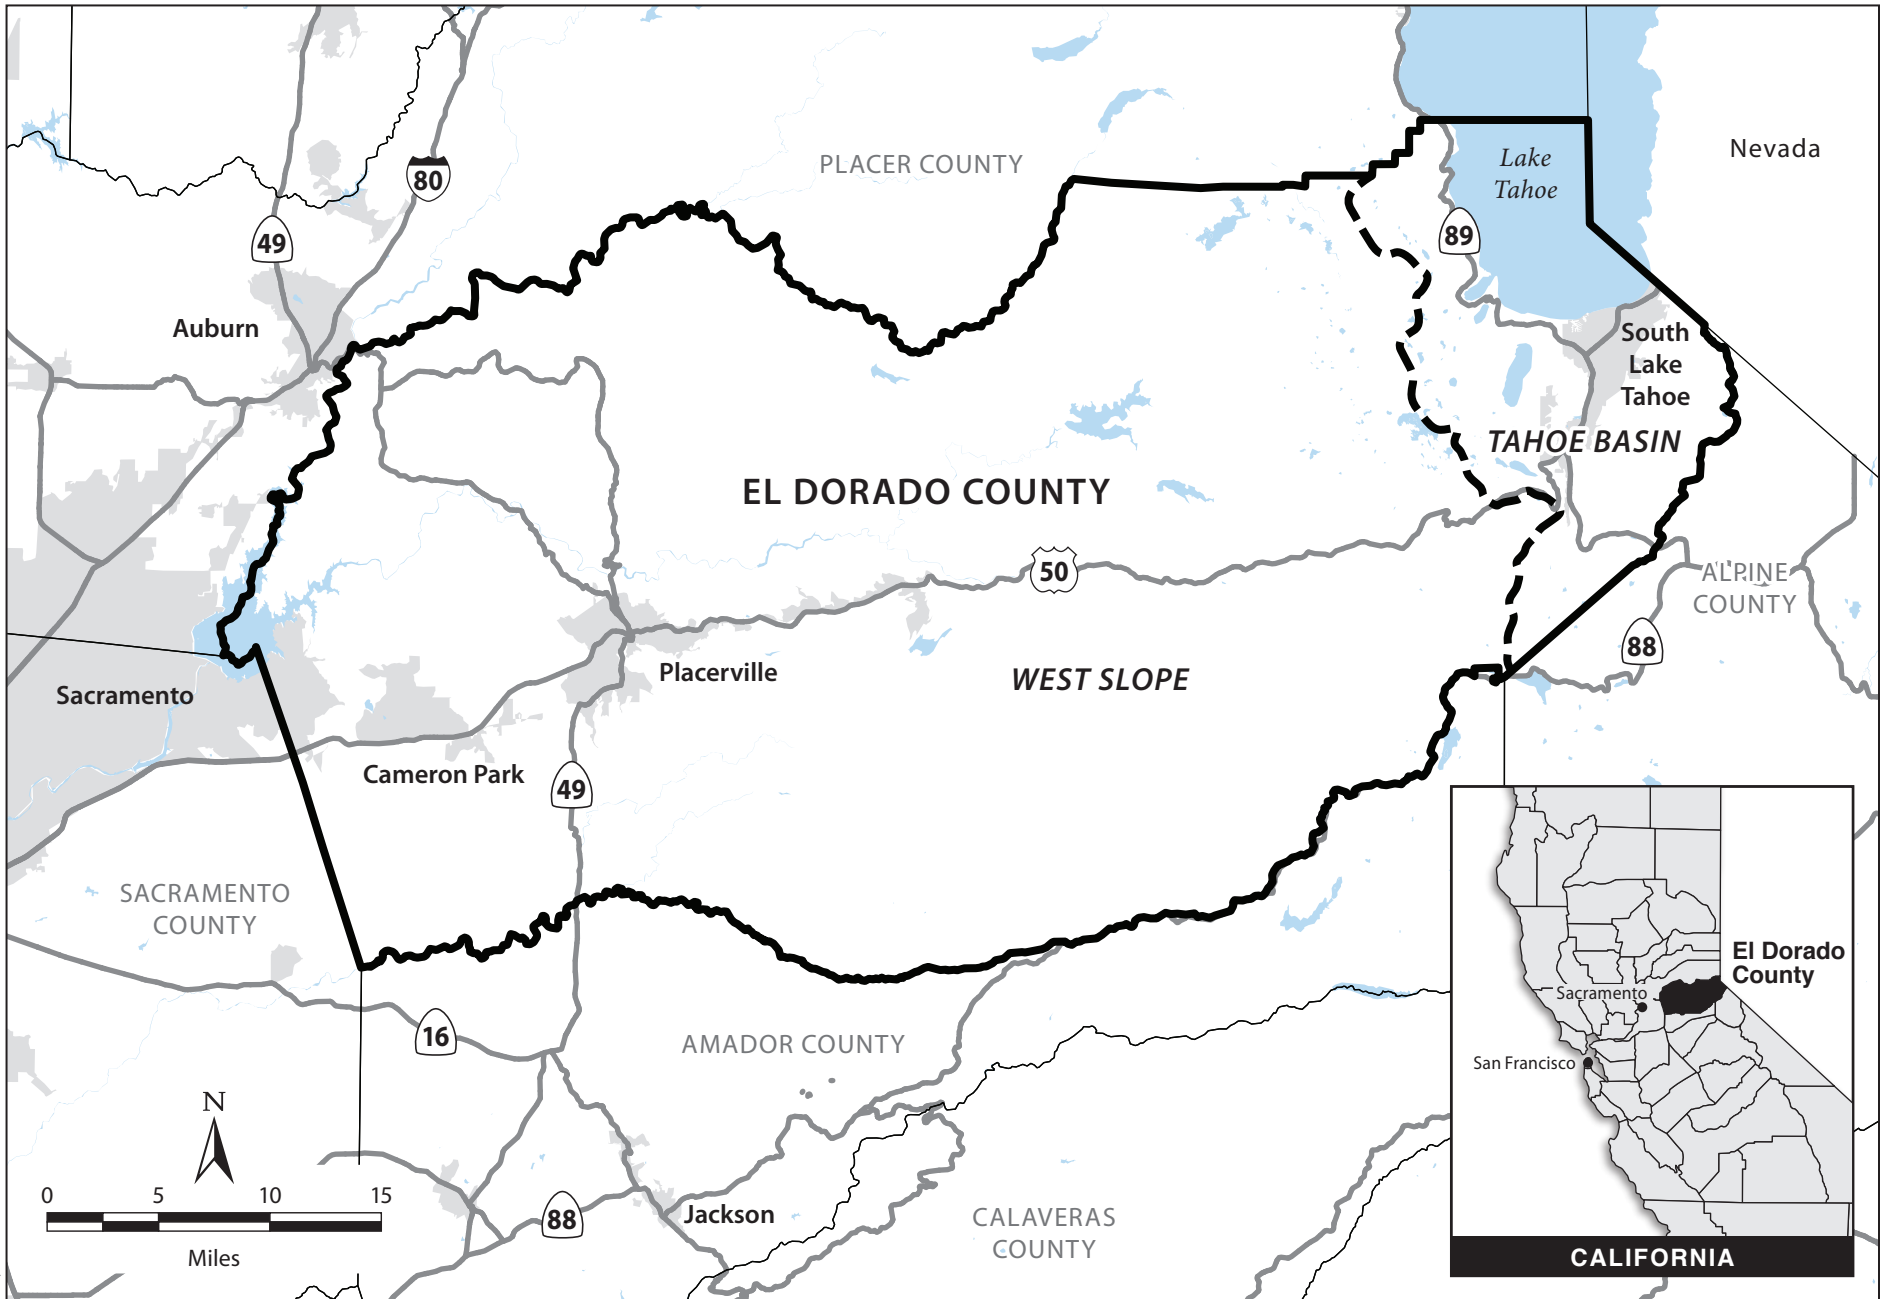 PLACER COUNTY
Nevada
Lake
Tahoe
80
49
89
Auburn
South
Lake
Tahoe
TAHOE BASIN
EL DORADO COUNTY
50
ALPINE
COUNTY
88
WEST SLOPE
Placerville
Sacramento
Cameron Park
49
SACRAMENTO
COUNTY
16
AMADOR COUNTY
88
Jackson
CALAVERAS
COUNTY
N
0 5 10 15
Miles
El Dorado
County
Sacramento
San Francisco
CALIFORNIA